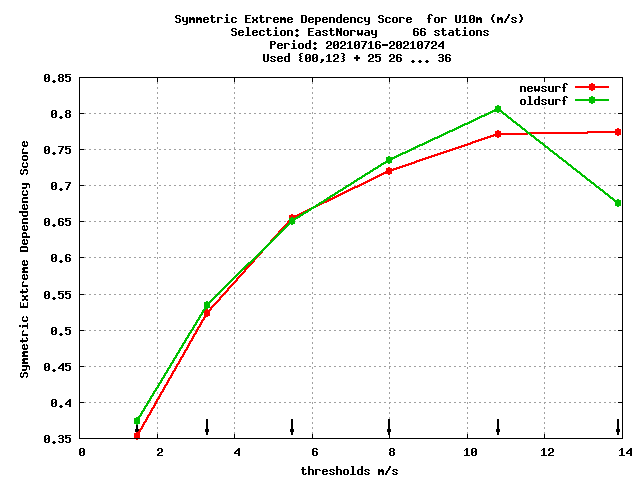 Symmetric Extreme Dependency Score  for U10m (m/s)
Selection: EastNorway     66 stations
Period: 20210716-20210724
Used {00,12} + 25 26 ... 36
newsurf
oldsurf
Symmetric Extreme Dependency Score
0.85
0.8
0.75
0.7
0.65
0.6
0.55
0.5
0.45
0.4
0.35
0 2 4 6 8 10 12 14
thresholds m/s